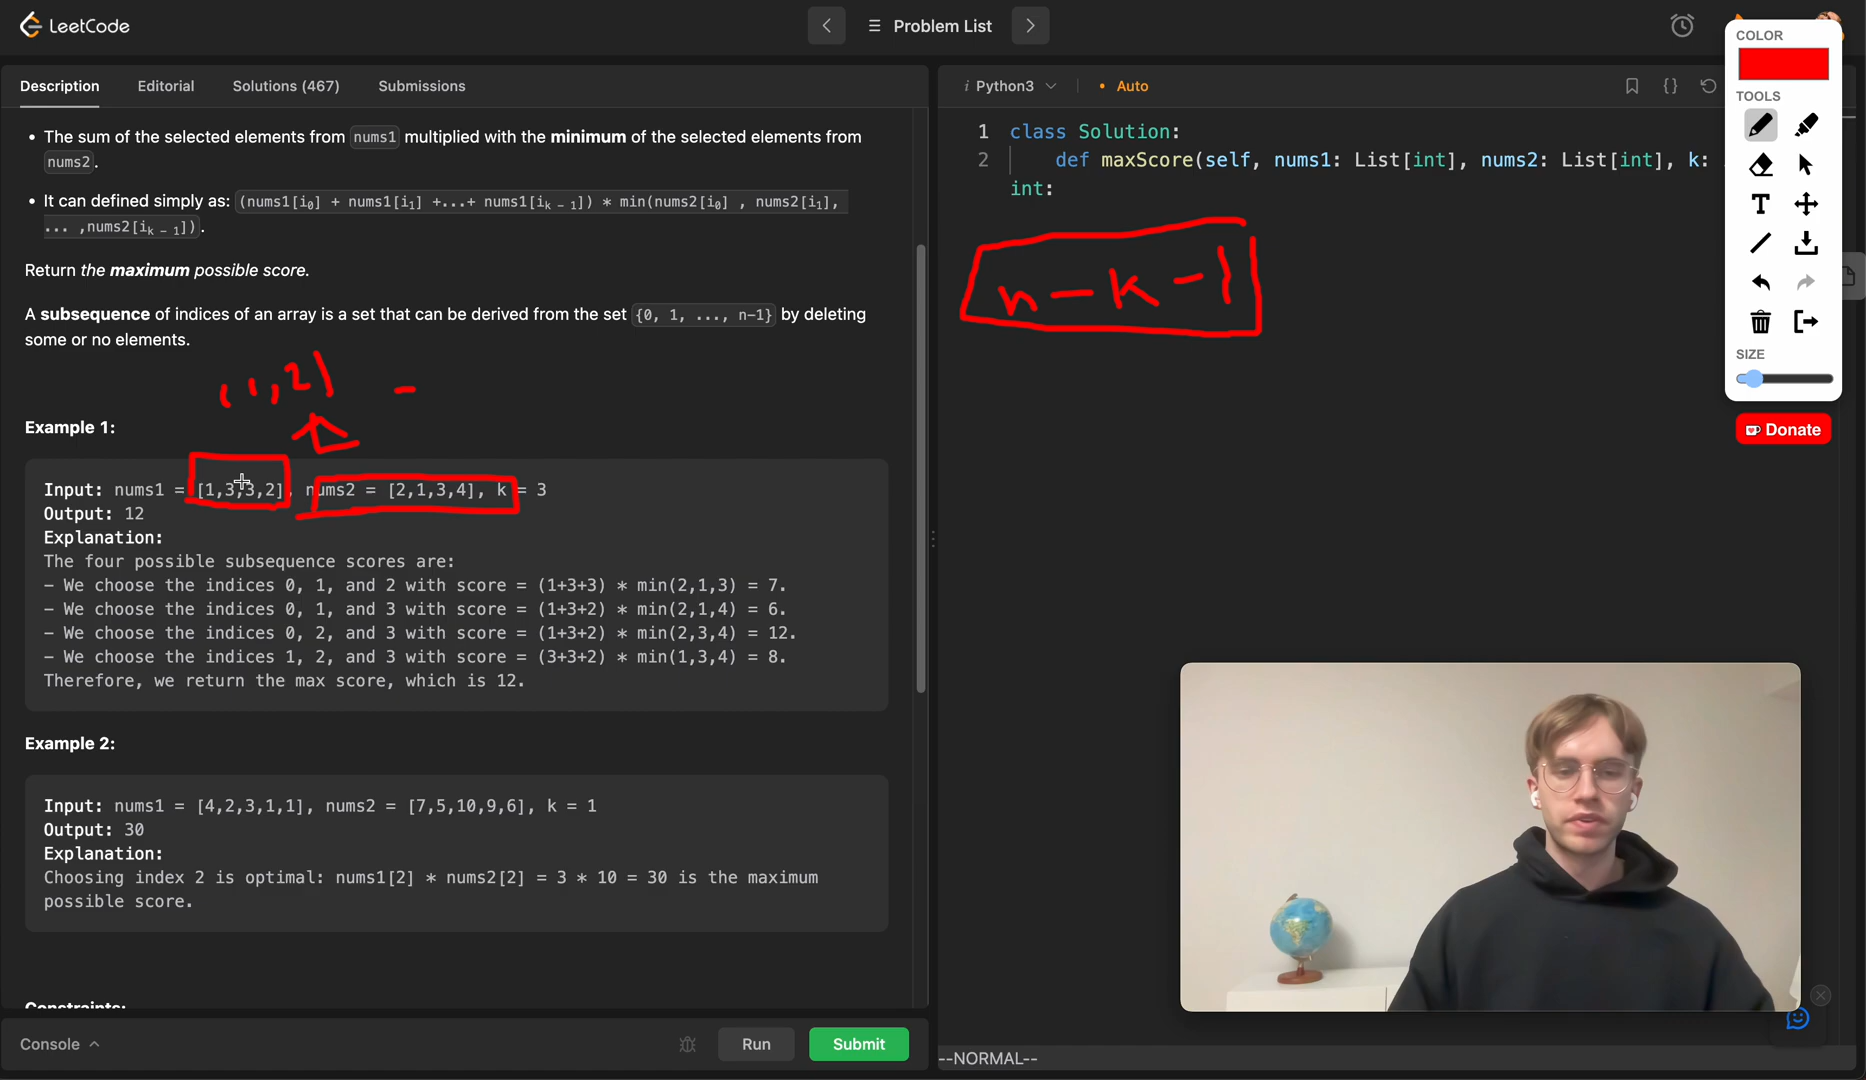 LeetCode
Problem List
COLOR
TOOLS
T
SIZE
Donate
Description Editorial Solutions (467) Submissions
• The sum of the selected elements from nums1 multiplied with the minimum of the selected elements from
nums2.
• It can defined simply as: (nums1[i0] + nums1[i1] +...+ nums1[ik - 1]) * min(nums2[i0] , nums2[i1],
... ,nums2[ik - 1]).
Return the maximum possible score.
A subsequence of indices of an array is a set that can be derived from the set {0, 1, ..., n-1} by deleting
some or no elements.
Example 1:
Input: nums1 = [1,3,3,2], nums2 = [2,1,3,4], k = 3
Output: 12
Explanation:
The four possible subsequence scores are:
- We choose the indices 0, 1, and 2 with score = (1+3+3) * min(2,1,3) = 7.
- We choose the indices 0, 1, and 3 with score = (1+3+2) * min(2,1,4) = 6.
- We choose the indices 0, 2, and 3 with score = (1+3+2) * min(2,3,4) = 12.
- We choose the indices 1, 2, and 3 with score = (3+3+2) * min(1,3,4) = 8.
Therefore, we return the max score, which is 12.
Example 2:
Input: nums1 = [4,2,3,1,1], nums2 = [7,5,10,9,6], k = 1
Output: 30
Explanation:
Choosing index 2 is optimal: nums1[2] * nums2[2] = 3 * 10 = 30 is the maximum
possible score.
Constraints:
Console Run Submit
i Python3 • Auto
1 class Solution:
2 def maxScore(self, nums1: List[int], nums2: List[int], k:
int:
n - k - 1
--NORMAL--